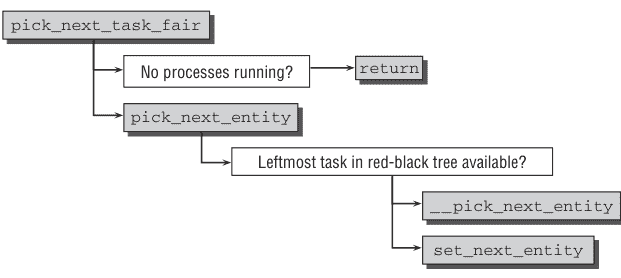 pick_next_task_fair
No processes running?
return
pick_next_entity
Leftmost task in red-black tree available?
__pick_next_entity
set_next_entity